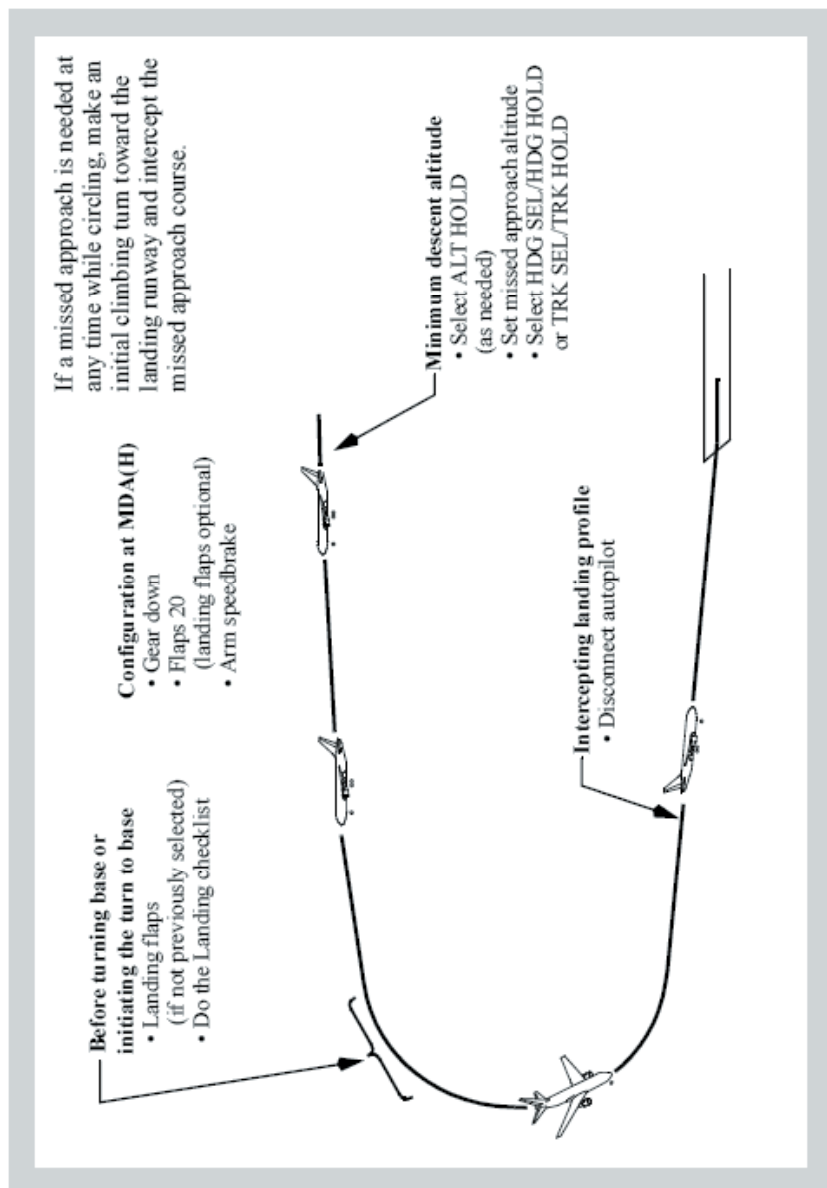 If a missed approach is needed at
any time while circling, make an
initial climbing turn toward the
landing runway and intercept the
missed approach course.
Configuration at MDA(H)
• Gear down
• Flaps 20
(landing flaps optional)
• Arm speedbrake
Before turning base or
initiating the turn to base
• Landing flaps
(if not previously selected)
• Do the Landing checklist
Minimum descent altitude
• Select ALT HOLD
(as needed)
• Set missed approach altitude
• Select HDG SEL/HDG HOLD
or TRK SEL/TRK HOLD
Intercepting landing profile
• Disconnect autopilot